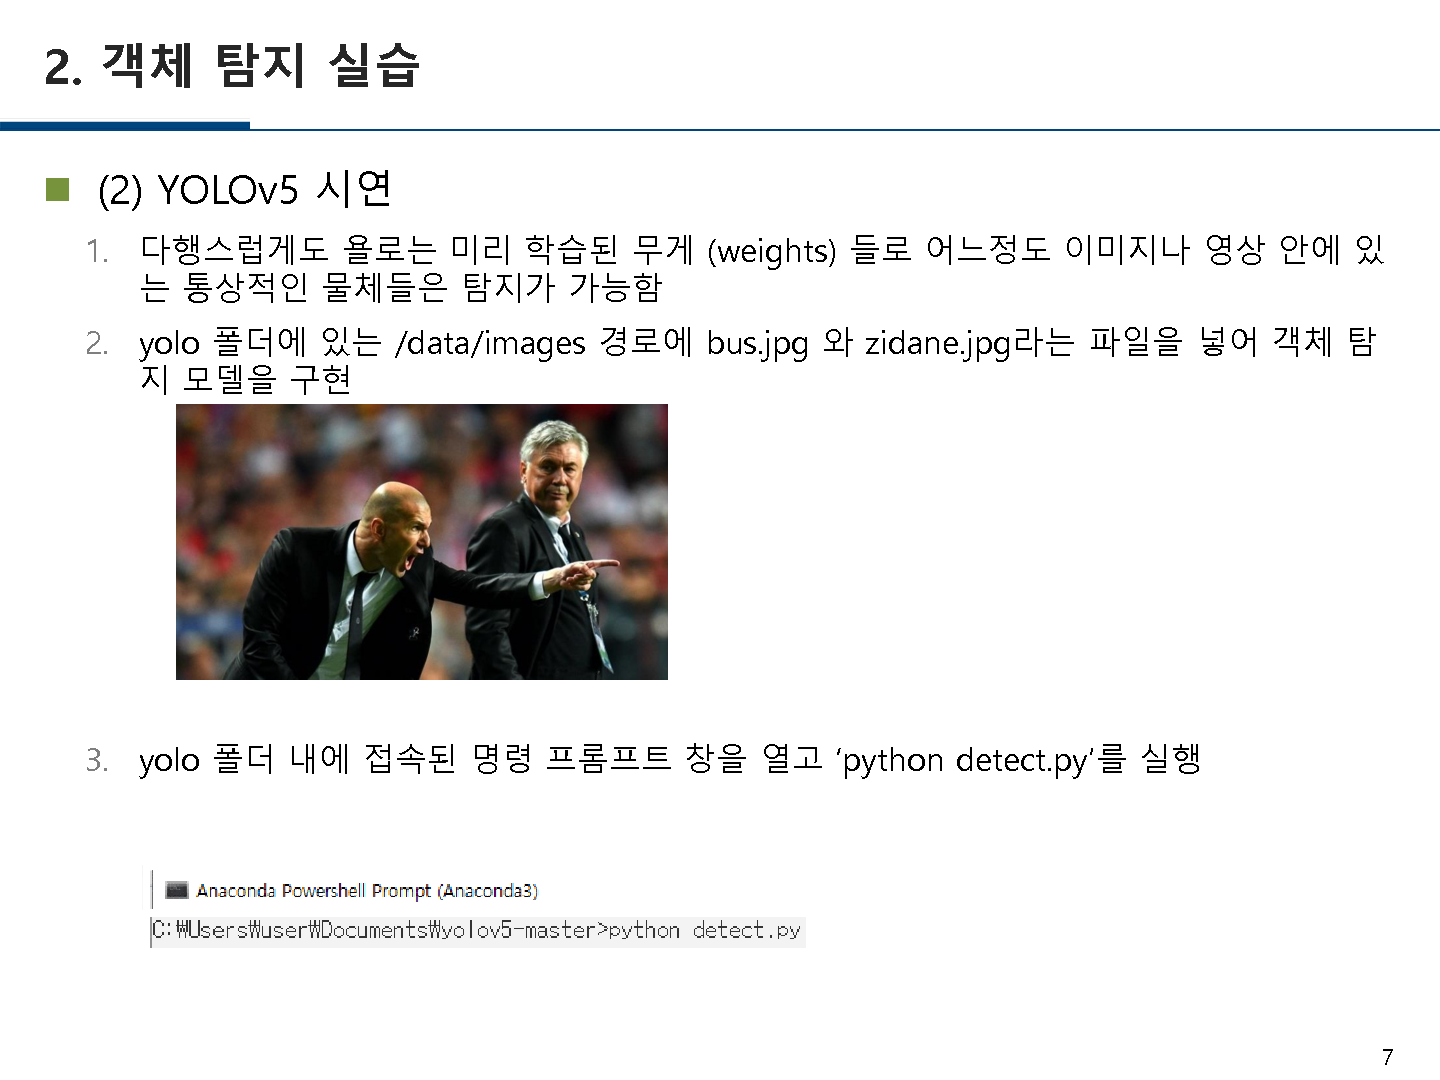 2. 객체 탐지 실습
(2) YOLOv5 시연
1. 다행스럽게도 욜로는 미리 학습된 무게 (weights) 들로 어느정도 이미지나 영상 안에 있
는 통상적인 물체들은 탐지가 가능함
2. yolo 폴더에 있는 /data/images 경로에 bus.jpg 와 zidane.jpg라는 파일을 넣어 객체 탐
지 모델을 구현
3. yolo 폴더 내에 접속된 명령 프롬프트 창을 열고 ‘python detect.py’를 실행
Anaconda Powershell Prompt (Anaconda3)
C:₩Users₩user₩Documents₩yolov5-master>python detect.py
7